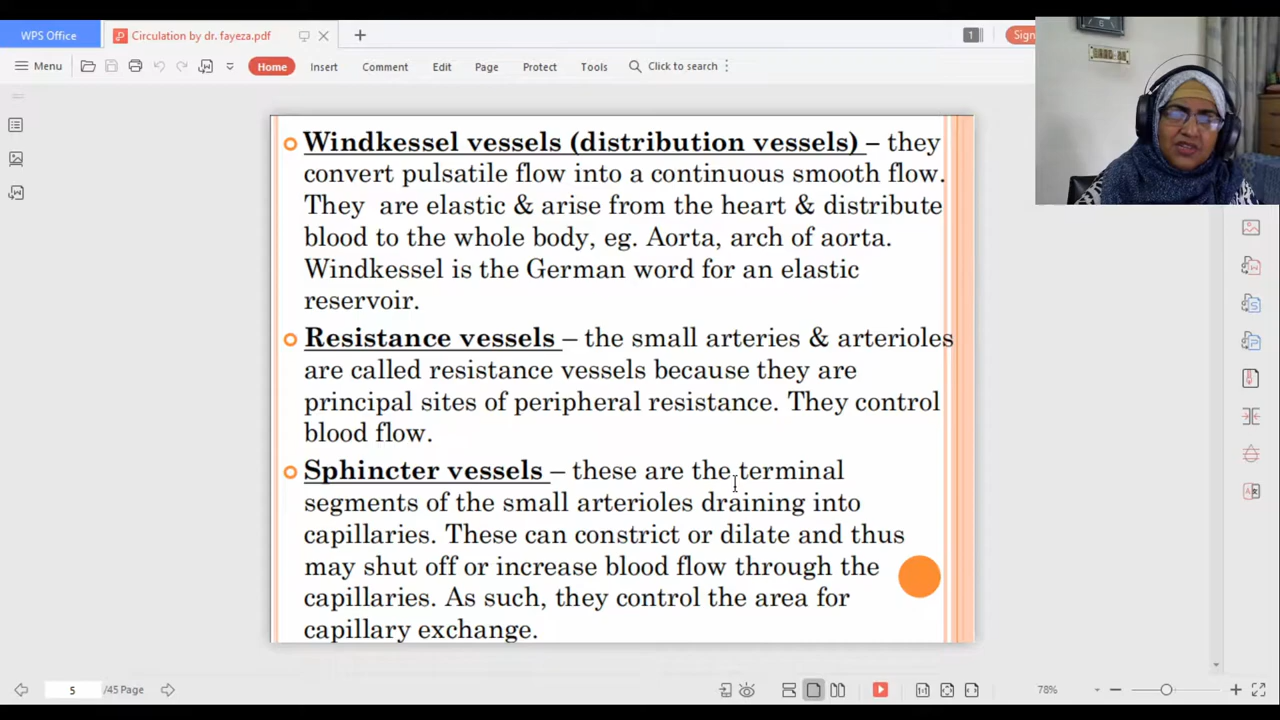 WPS Office
Circulation by dr. fayeza.pdf
1
Sign
Menu
Home
Insert
Comment
Edit
Page
Protect
Tools
Click to search
Windkessel vessels (distribution vessels) – they
convert pulsatile flow into a continuous smooth flow.
They are elastic & arise from the heart & distribute
blood to the whole body, eg. Aorta, arch of aorta.
Windkessel is the German word for an elastic
reservoir.
Resistance vessels – the small arteries & arterioles
are called resistance vessels because they are
principal sites of peripheral resistance. They control
blood flow.
Sphincter vessels – these are the terminal
segments of the small arterioles draining into
capillaries. These can constrict or dilate and thus
may shut off or increase blood flow through the
capillaries. As such, they control the area for
capillary exchange.
5
/45 Page
78%